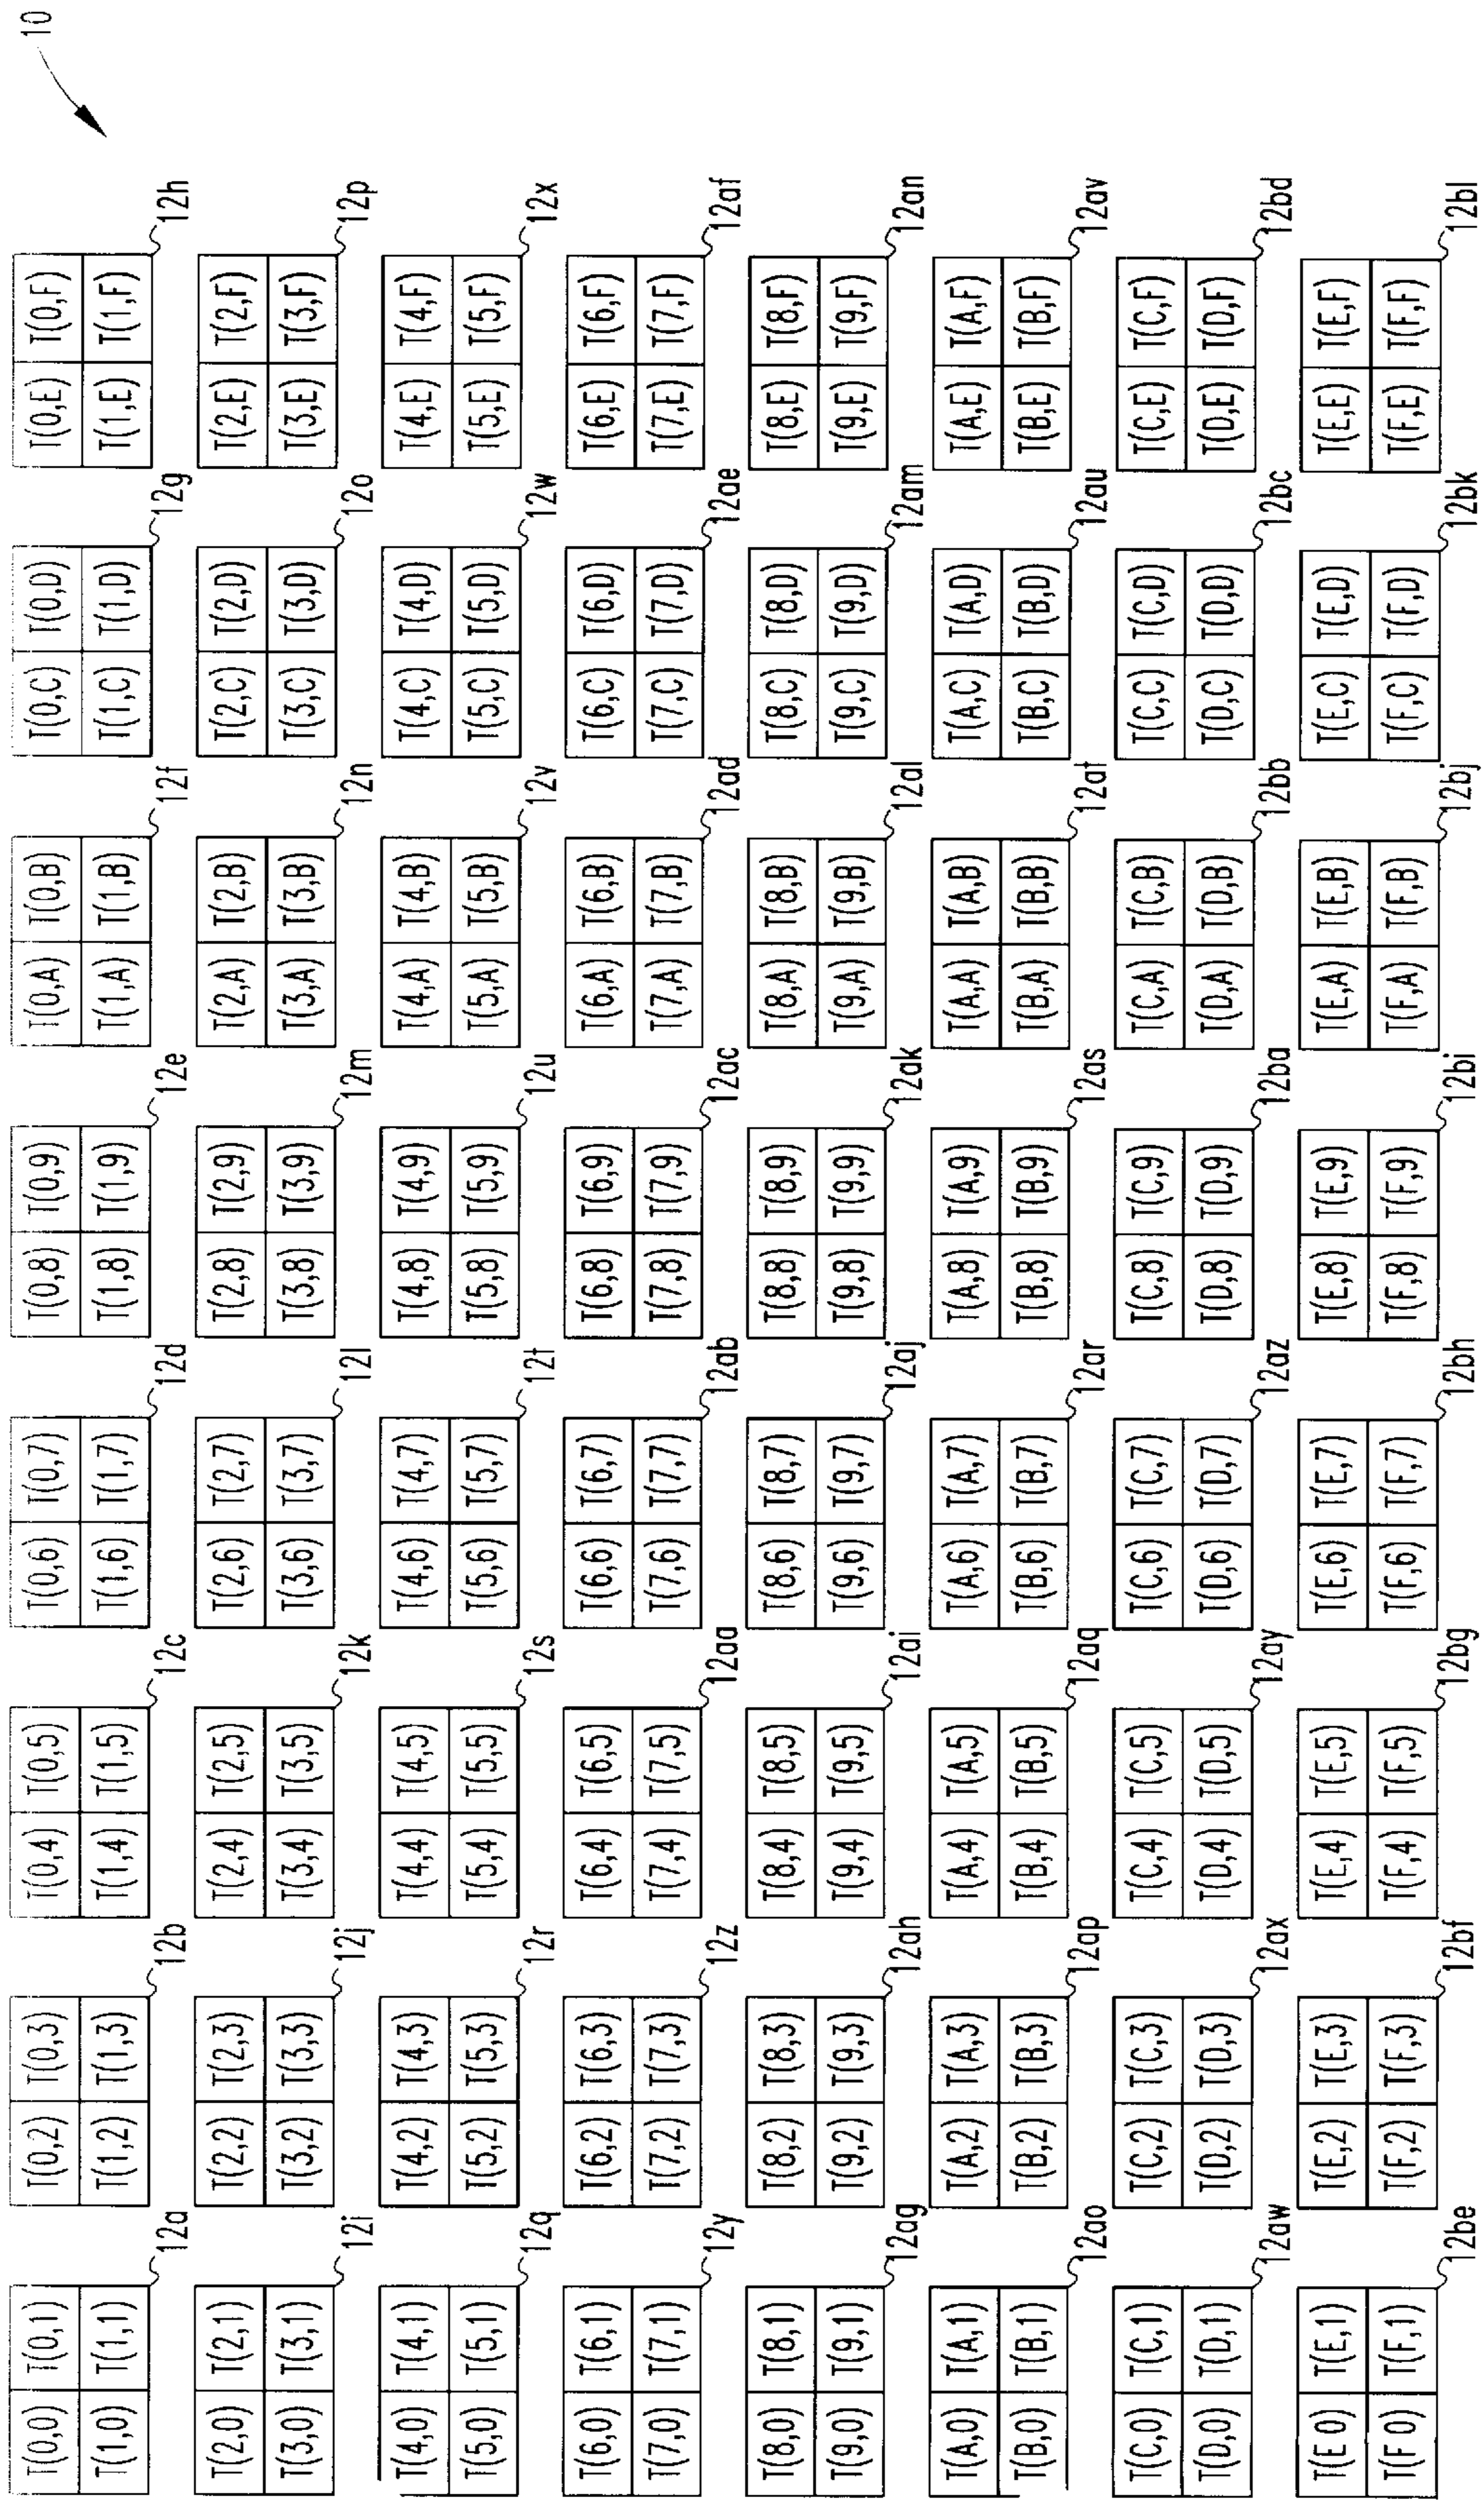 10
T(0,0) T(0,1) T(0,2) T(0,3) T(0,4) T(0,5) T(0,6) T(0,7) T(0,8) T(0,9) T(0,A) T(0,B) T(0,C) T(0,D) T(0,E) T(0,F)
T(1,0) T(1,1) T(1,2) T(1,3) T(1,4) T(1,5) T(1,6) T(1,7) T(1,8) T(1,9) T(1,A) T(1,B) T(1,C) T(1,D) T(1,E) T(1,F)
12a 12b 12c 12d 12e 12f 12g 12h
T(2,0) T(2,1) T(2,2) T(2,3) T(2,4) T(2,5) T(2,6) T(2,7) T(2,8) T(2,9) T(2,A) T(2,B) T(2,C) T(2,D) T(2,E) T(2,F)
T(3,0) T(3,1) T(3,2) T(3,3) T(3,4) T(3,5) T(3,6) T(3,7) T(3,8) T(3,9) T(3,A) T(3,B) T(3,C) T(3,D) T(3,E) T(3,F)
12i 12j 12k 12l 12m 12n 12o 12p
T(4,0) T(4,1) T(4,2) T(4,3) T(4,4) T(4,5) T(4,6) T(4,7) T(4,8) T(4,9) T(4,A) T(4,B) T(4,C) T(4,D) T(4,E) T(4,F)
T(5,0) T(5,1) T(5,2) T(5,3) T(5,4) T(5,5) T(5,6) T(5,7) T(5,8) T(5,9) T(5,A) T(5,B) T(5,C) T(5,D) T(5,E) T(5,F)
12q 12r 12s 12t 12u 12v 12w 12x
T(6,0) T(6,1) T(6,2) T(6,3) T(6,4) T(6,5) T(6,6) T(6,7) T(6,8) T(6,9) T(6,A) T(6,B) T(6,C) T(6,D) T(6,E) T(6,F)
T(7,0) T(7,1) T(7,2) T(7,3) T(7,4) T(7,5) T(7,6) T(7,7) T(7,8) T(7,9) T(7,A) T(7,B) T(7,C) T(7,D) T(7,E) T(7,F)
12y 12z 12aa 12ab 12ac 12ad 12ae 12af
T(8,0) T(8,1) T(8,2) T(8,3) T(8,4) T(8,5) T(8,6) T(8,7) T(8,8) T(8,9) T(8,A) T(8,B) T(8,C) T(8,D) T(8,E) T(8,F)
T(9,0) T(9,1) T(9,2) T(9,3) T(9,4) T(9,5) T(9,6) T(9,7) T(9,8) T(9,9) T(9,A) T(9,B) T(9,C) T(9,D) T(9,E) T(9,F)
12ag 12ah 12ai 12aj 12ak 12al 12am 12an
T(A,0) T(A,1) T(A,2) T(A,3) T(A,4) T(A,5) T(A,6) T(A,7) T(A,8) T(A,9) T(A,A) T(A,B) T(A,C) T(A,D) T(A,E) T(A,F)
T(B,0) T(B,1) T(B,2) T(B,3) T(B,4) T(B,5) T(B,6) T(B,7) T(B,8) T(B,9) T(B,A) T(B,B) T(B,C) T(B,D) T(B,E) T(B,F)
12ao 12ap 12aq 12ar 12as 12at 12au 12av
T(C,0) T(C,1) T(C,2) T(C,3) T(C,4) T(C,5) T(C,6) T(C,7) T(C,8) T(C,9) T(C,A) T(C,B) T(C,C) T(C,D) T(C,E) T(C,F)
T(D,0) T(D,1) T(D,2) T(D,3) T(D,4) T(D,5) T(D,6) T(D,7) T(D,8) T(D,9) T(D,A) T(D,B) T(D,C) T(D,D) T(D,E) T(D,F)
12aw 12ax 12ay 12az 12ba 12bb 12bc 12bd
T(E 0) T(E,1) T(E,2) T(E,3) T(E,4) T(E,5) T(E,6) T(E,7) T(E,8) T(E,9) T(E,A) T(E,B) T(E,C) T(E,D) T(E,E) T(E,F)
T(F 0) T(F,1) T(F,2) T(F,3) T(F,4) T(F,5) T(F,6) T(F,7) T(F,8) T(F,9) T(F,A) T(F,B) T(F,C) T(F,D) T(F,E) T(F,F)
12be 12bf 12bg 12bh 12bi 12bj 12bk 12bl